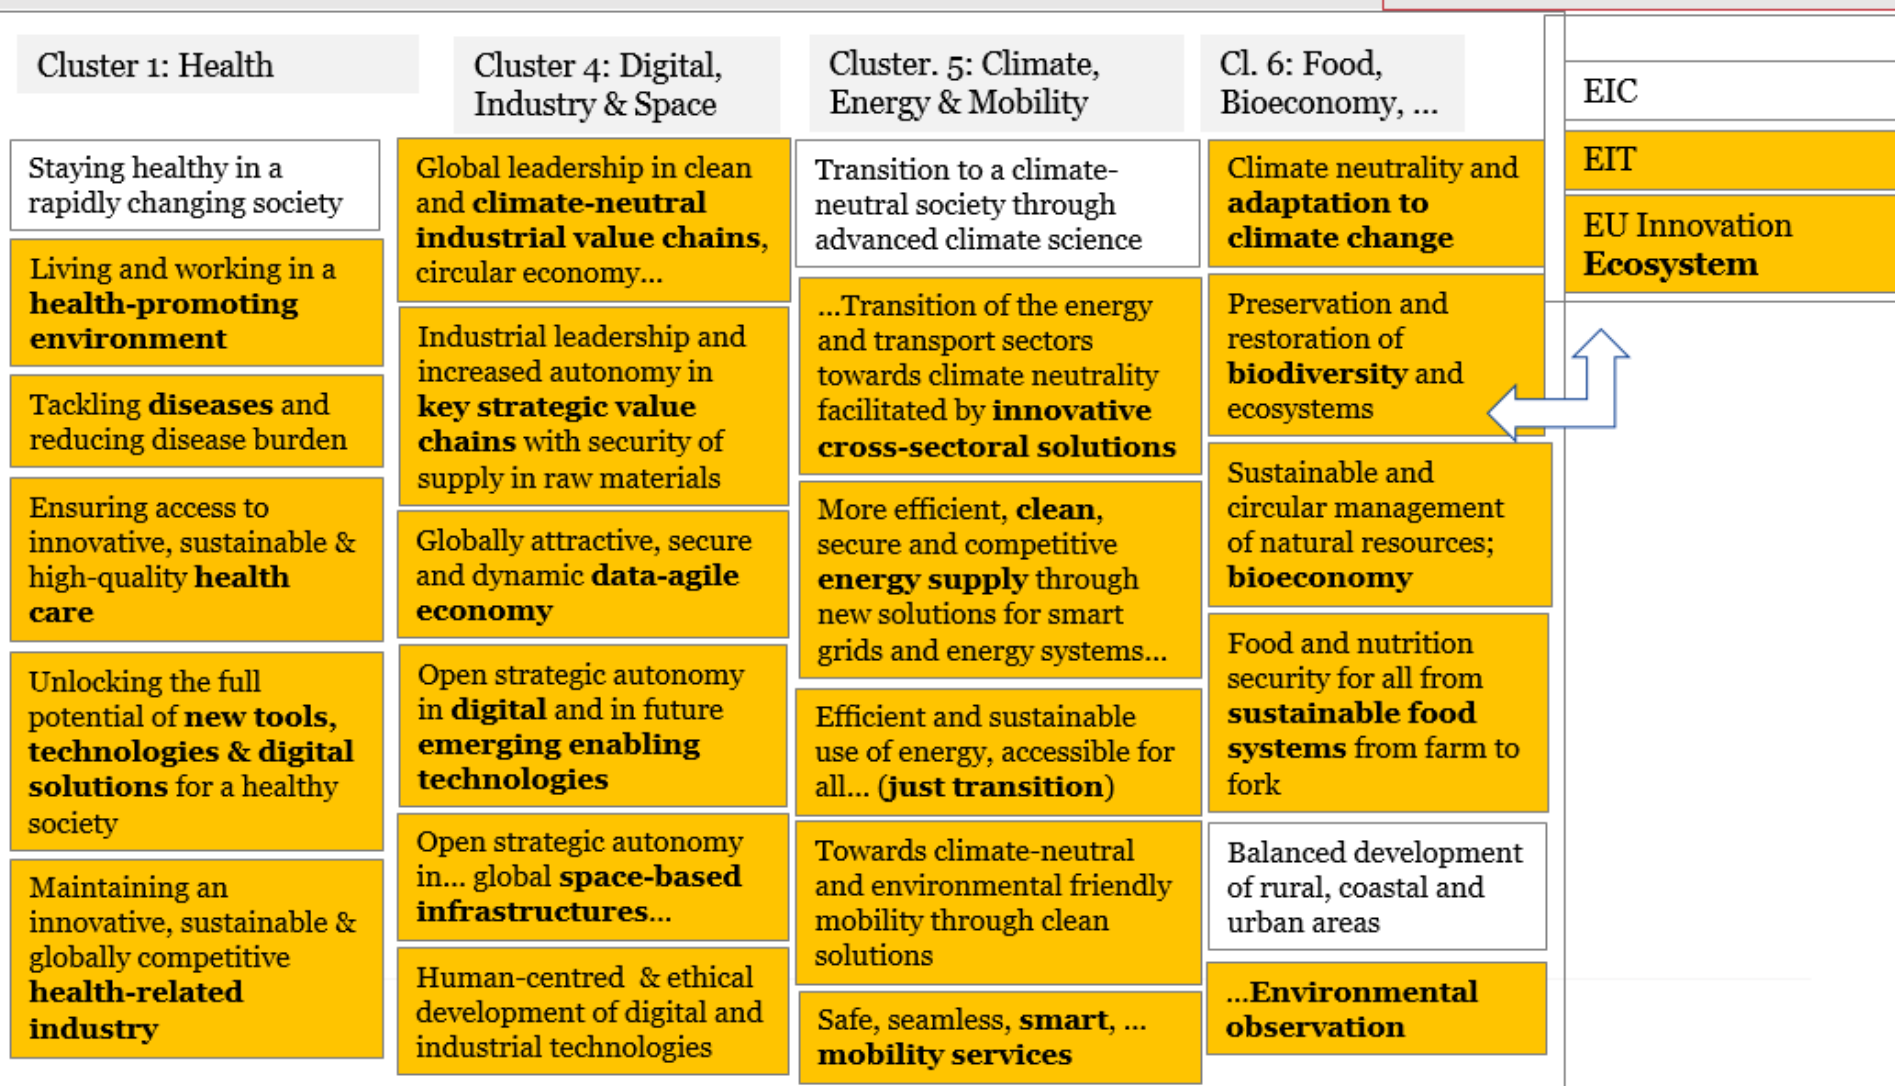 Cluster 1: Health
Staying healthy in a
rapidly changing society
Living and working in a
health-promoting
environment
Tackling diseases and
reducing disease burden
Ensuring access to
innovative, sustainable &
high-quality health
care
Unlocking the full
potential of new tools,
technologies & digital
solutions for a healthy
society
Maintaining an
innovative, sustainable &
globally competitive
health-related
industry
Cluster 4: Digital,
Industry & Space
Global leadership in clean
and climate-neutral
industrial value chains,
circular economy...
Industrial leadership and
increased autonomy in
key strategic value
chains with security of
supply in raw materials
Globally attractive, secure
and dynamic data-agile
economy
Open strategic autonomy
in digital and in future
emerging enabling
technologies
Open strategic autonomy
in... global space-based
infrastructures...
Human-centred & ethical
development of digital and
industrial technologies
Cluster. 5: Climate,
Energy & Mobility
Transition to a climate-
neutral society through
advanced climate science
...Transition of the energy
and transport sectors
towards climate neutrality
facilitated by innovative
cross-sectoral solutions
More efficient, clean,
secure and competitive
energy supply through
new solutions for smart
grids and energy systems...
Efficient and sustainable
use of energy, accessible for
all... (just transition)
Towards climate-neutral
and environmental friendly
mobility through clean
solutions
Safe, seamless, smart, ...
mobility services
Cl. 6: Food,
Bioeconomy, ...
Climate neutrality and
adaptation to
climate change
Preservation and
restoration of
biodiversity and
ecosystems
Sustainable and
circular management
of natural resources;
bioeconomy
Food and nutrition
security for all from
sustainable food
systems from farm to
fork
Balanced development
of rural, coastal and
urban areas
...Environmental
observation
EIC
EIT
EU Innovation
Ecosystem